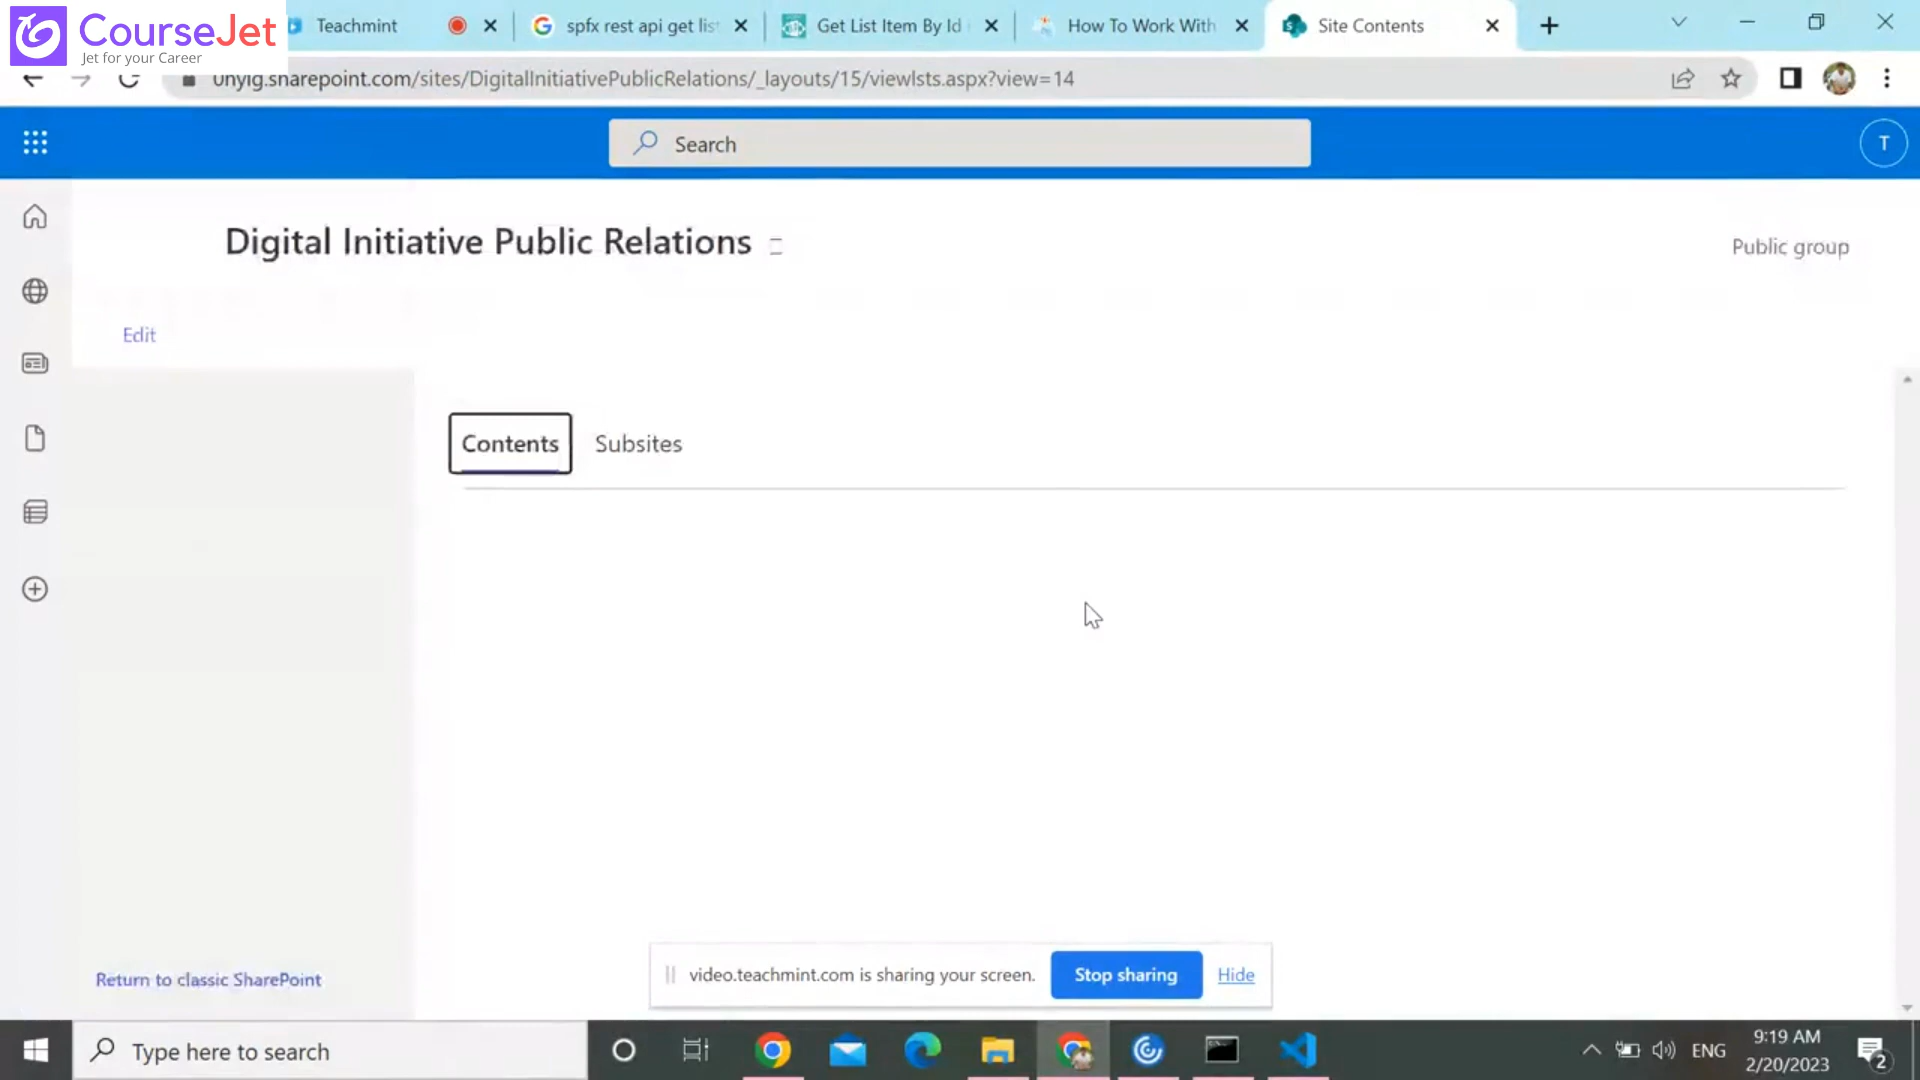 CourseJet
Jet for your Career
Teachmint
spfx rest api get list
Get List Item By Id
How To Work With
Site Contents
unylg.sharepoint.com/sites/DigitalInitiativePublicRelations/_layouts/15/viewlsts.aspx?view=14
Search
T
Digital Initiative Public Relations
Public group
Edit
Contents
Subsites
Return to classic SharePoint
video.teachmint.com is sharing your screen.
Stop sharing
Hide
Type here to search
ENG
9:19 AM
2/20/2023
2